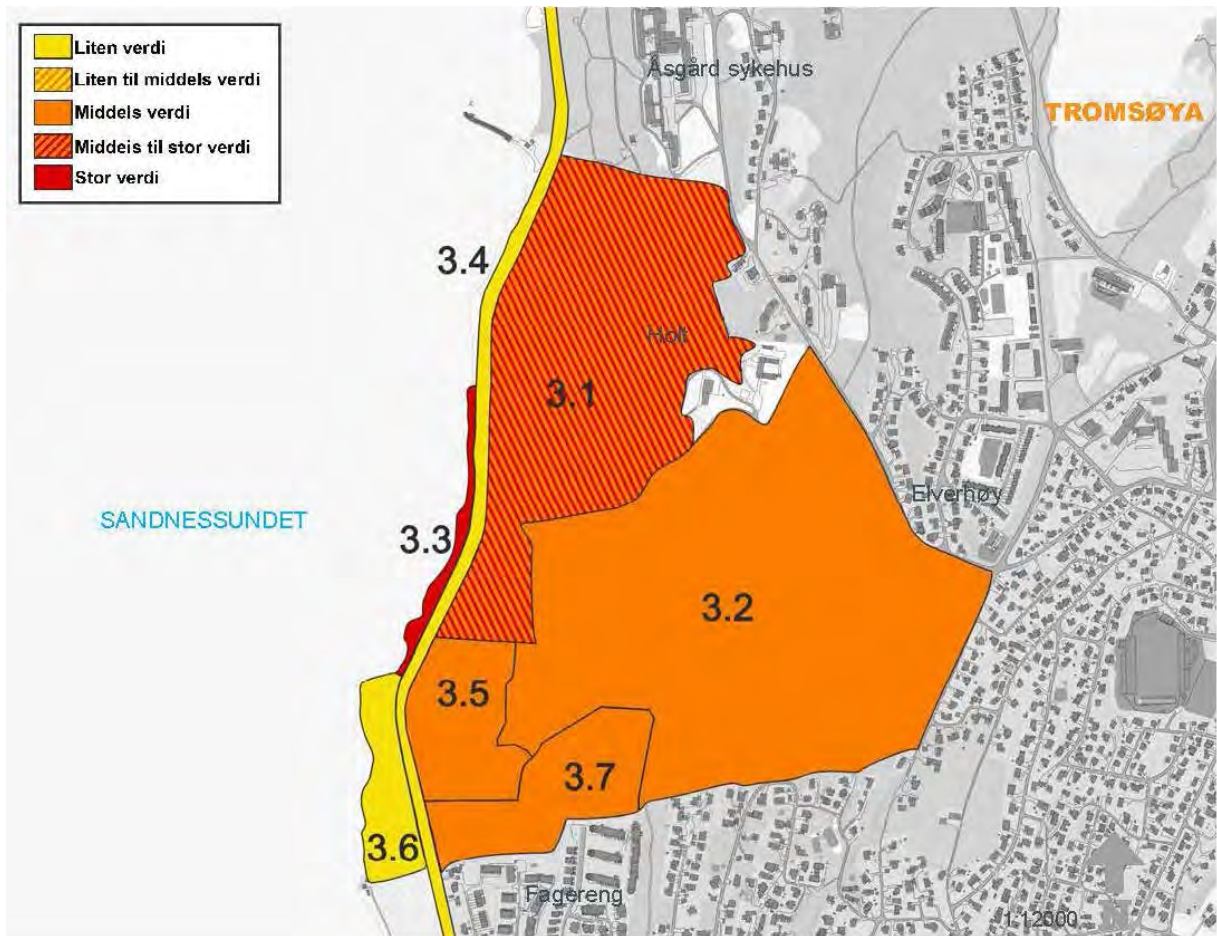 Liten verdi
Liten til middels verdi
Middels verdi
Middeis til stor verdi
Stor verdi
Åsgård sykehus
TROMSØYA
3.4
Holt
3.1
Elverhøy
SANDNESSUNDET
3.3
3.2
3.5
3.7
3.6
Fagereng
1:12000
N